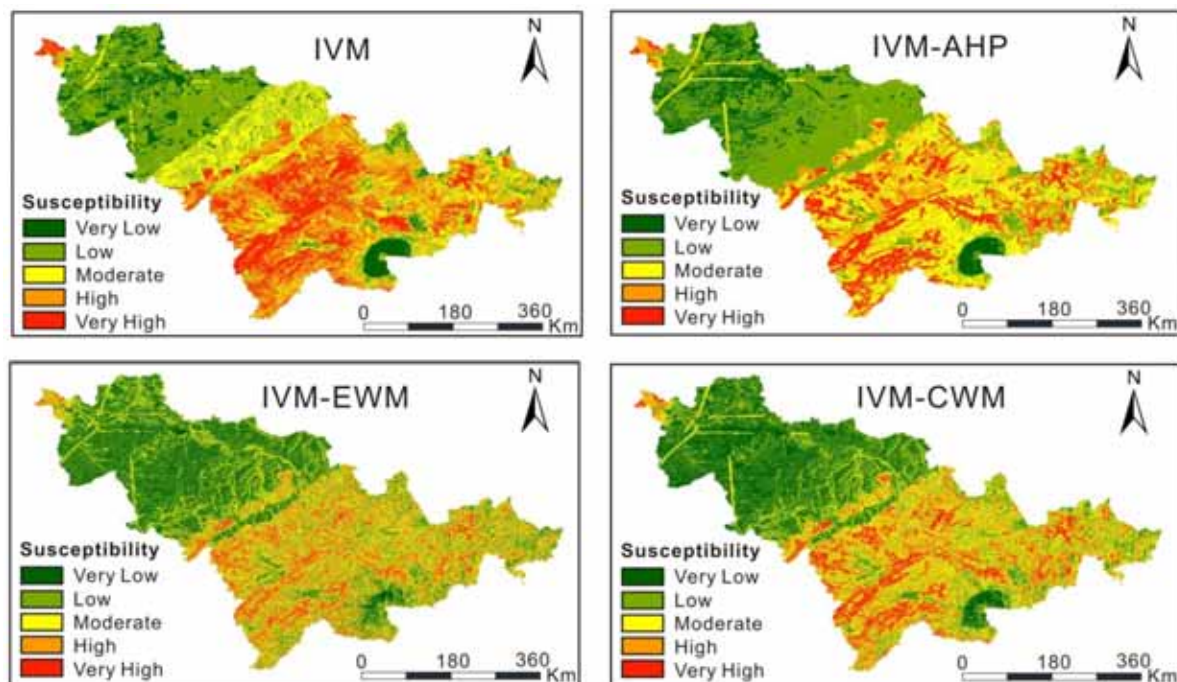 IVM
N
Susceptibility
Very Low
Low
Moderate
High
Very High
0 180 360
Km
IVM-AHP
N
Susceptibility
Very Low
Low
Moderate
High
Very High
0 180 360
Km
IVM-EWM
N
Susceptibility
Very Low
Low
Moderate
High
Very High
0 180 360
Km
IVM-CWM
N
Susceptibility
Very Low
Low
Moderate
High
Very High
0 180 360
Km